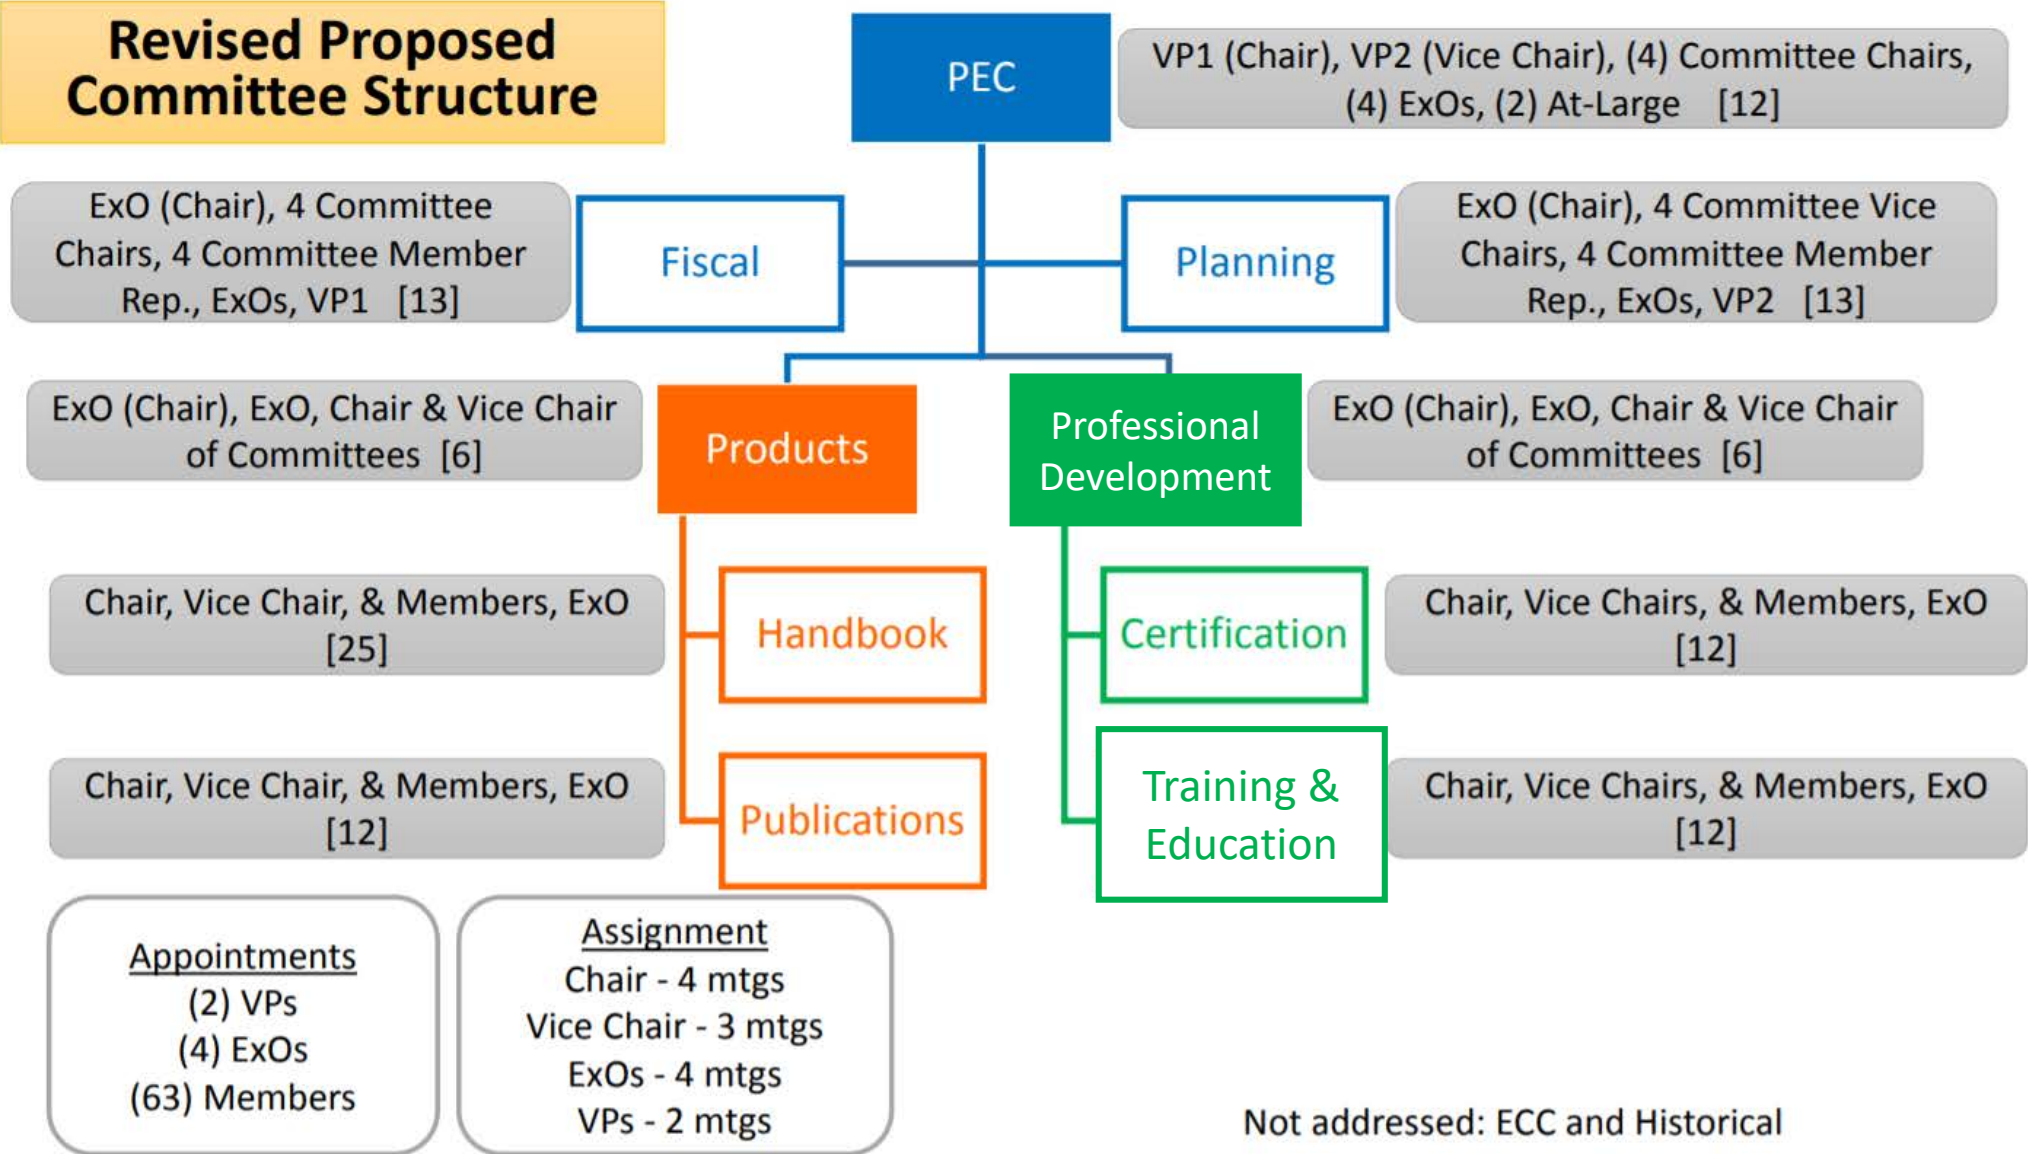 Revised Proposed
Committee Structure
PEC
VP1 (Chair), VP2 (Vice Chair), (4) Committee Chairs,
(4) ExOs, (2) At-Large [12]
ExO (Chair), 4 Committee
Chairs, 4 Committee Member
Rep., ExOs, VP1 [13]
Fiscal
Planning
ExO (Chair), 4 Committee Vice
Chairs, 4 Committee Member
Rep., ExOs, VP2 [13]
ExO (Chair), ExO, Chair & Vice Chair
of Committees [6]
Products
Professional
Development
ExO (Chair), ExO, Chair & Vice Chair
of Committees [6]
Chair, Vice Chair, & Members, ExO
[25]
Handbook
Certification
Chair, Vice Chairs, & Members, ExO
[12]
Chair, Vice Chair, & Members, ExO
[12]
Publications
Training &
Education
Chair, Vice Chairs, & Members, ExO
[12]
Appointments
(2) VPs
(4) ExOs
(63) Members
Assignment
Chair - 4 mtgs
Vice Chair - 3 mtgs
ExOs - 4 mtgs
VPs - 2 mtgs
Not addressed: ECC and Historical